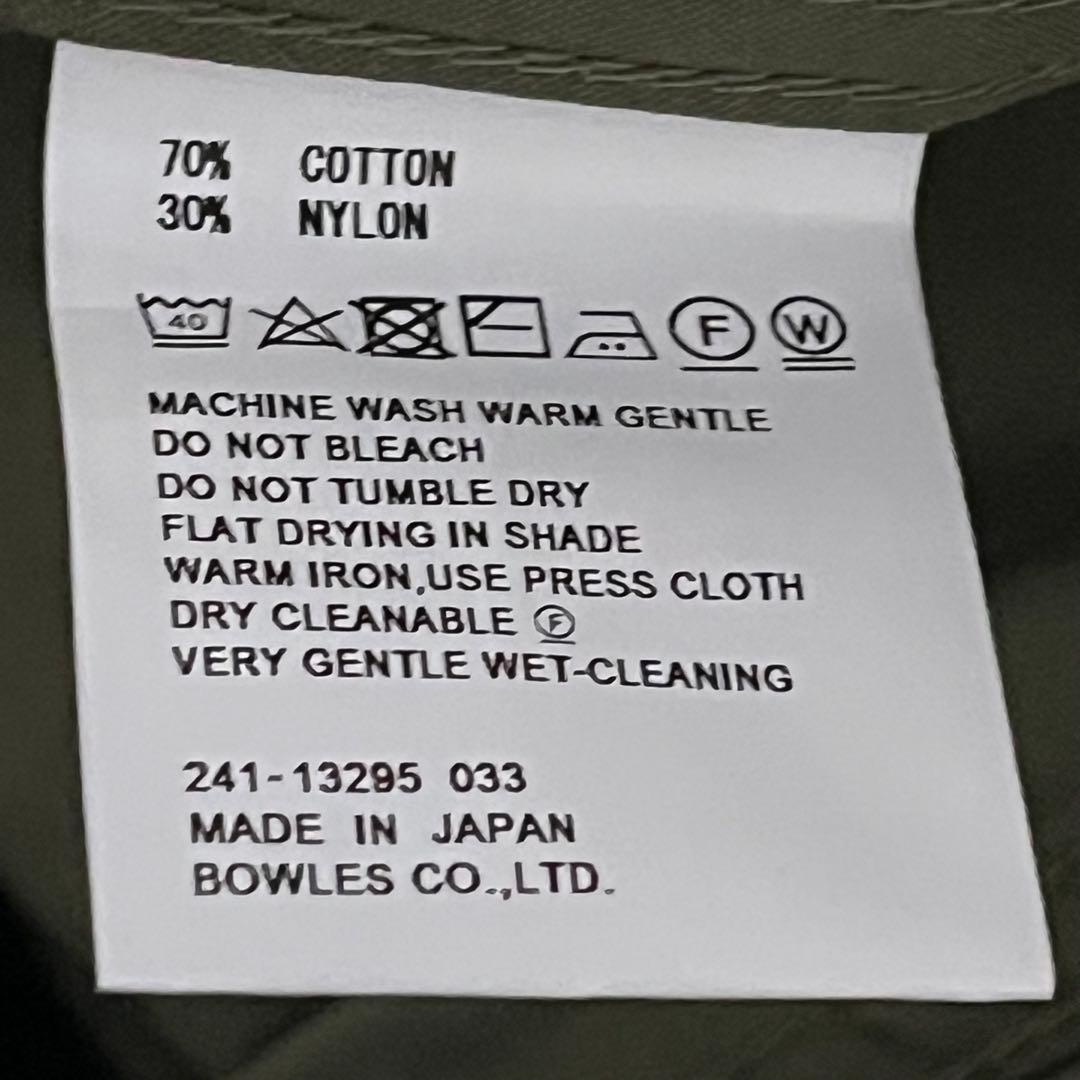 70% COTTON
30% NYLON
40 F W
MACHINE WASH WARM GENTLE
DO NOT BLEACH
DO NOT TUMBLE DRY
FLAT DRYING IN SHADE
WARM IRON,USE PRESS CLOTH
DRY CLEANABLE Ⓕ
VERY GENTLE WET-CLEANING
241-13295 033
MADE IN JAPAN
BOWLES CO.,LTD.